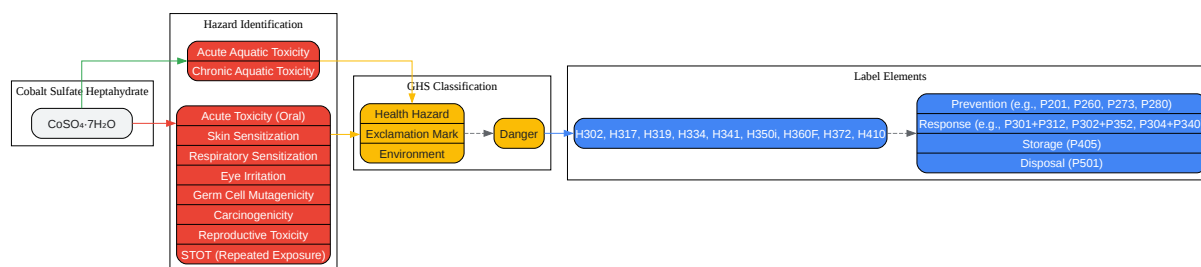 Cobalt Sulfate Heptahydrate
CoSO₄·7H₂O
Hazard Identification
Acute Aquatic Toxicity
Chronic Aquatic Toxicity
Acute Toxicity (Oral)
Skin Sensitization
Respiratory Sensitization
Eye Irritation
Germ Cell Mutagenicity
Carcinogenicity
Reproductive Toxicity
STOT (Repeated Exposure)
GHS Classification
Health Hazard
Exclamation Mark
Environment
Danger
Label Elements
H302, H317, H319, H334, H341, H350i, H360F, H372, H410
Prevention (e.g., P201, P260, P273, P280)
Response (e.g., P301+P312, P302+P352, P304+P340
Storage (P405)
Disposal (P501)